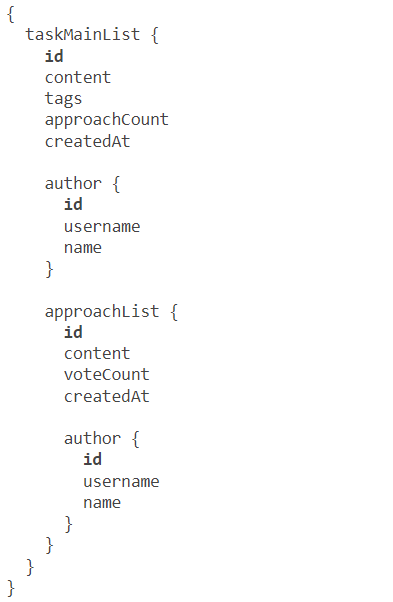 {
  taskMainList {
    id
    content
    tags
    approachCount
    createdAt

    author {
      id
      username
      name
    }

    approachList {
      id
      content
      voteCount
      createdAt

      author {
        id
        username
        name
      }
    }
  }
}